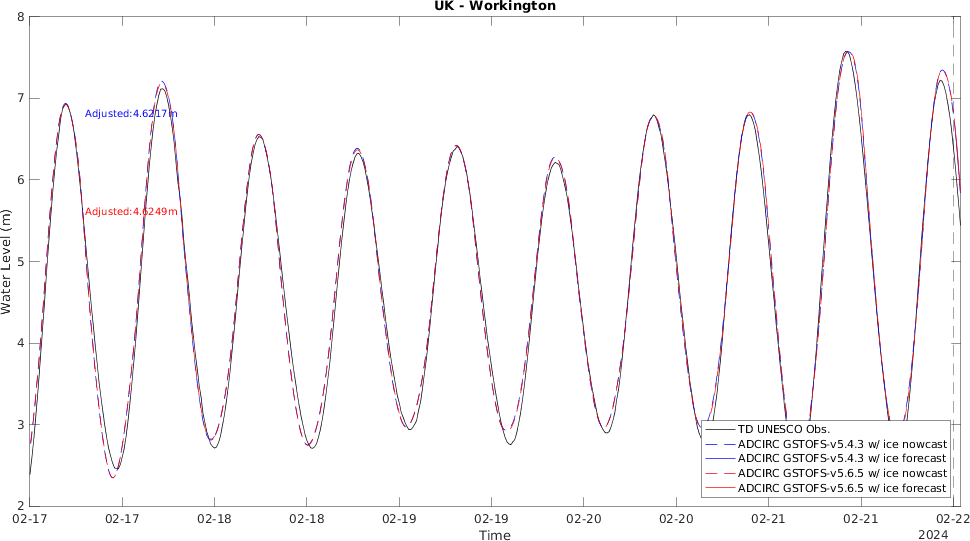 UK - Workington
8
7
6
5
4
3
2
Water Level (m)
Adjusted:4.6217m
Adjusted:4.6249m
TD UNESCO Obs.
ADCIRC GSTOFS-v5.4.3 w/ ice nowcast
ADCIRC GSTOFS-v5.4.3 w/ ice forecast
ADCIRC GSTOFS-v5.6.5 w/ ice nowcast
ADCIRC GSTOFS-v5.6.5 w/ ice forecast
02-17 02-17 02-18 02-18 02-19 02-19 02-20 02-20 02-21 02-21 02-22
Time
2024